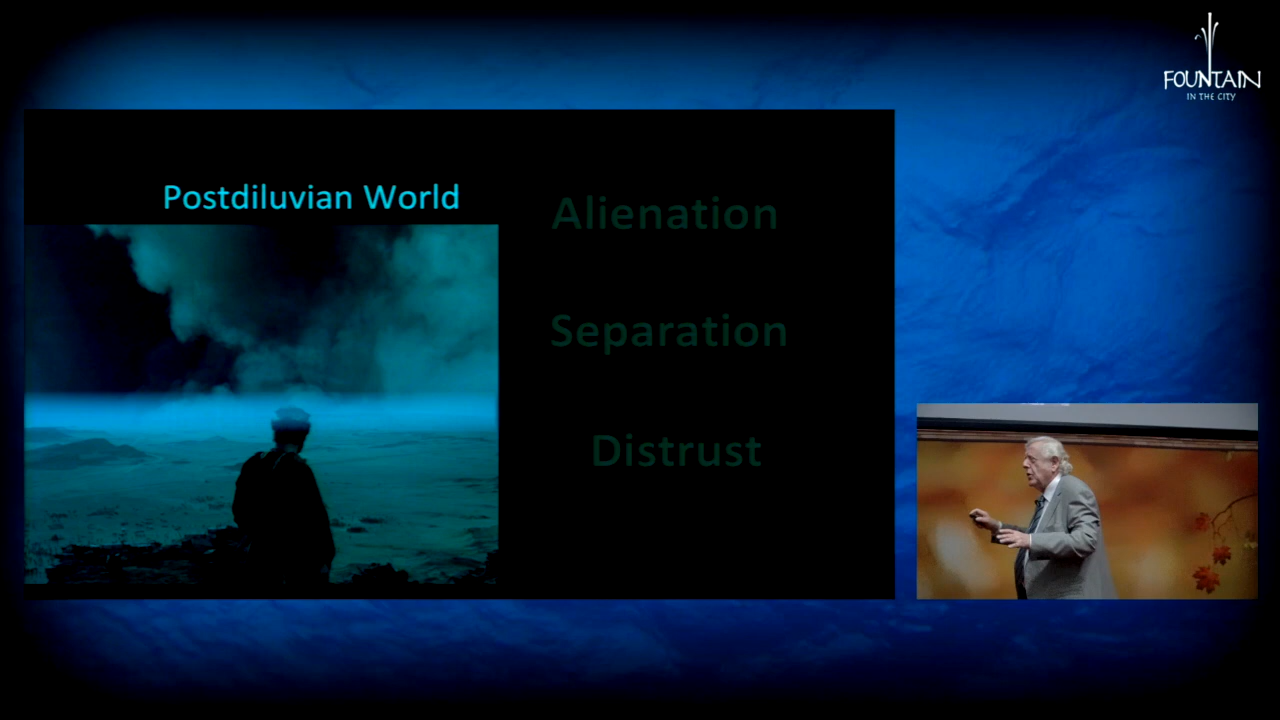 FOUNTAIN
IN THE CITY
Postdiluvian World
Alienation
Separation
Distrust